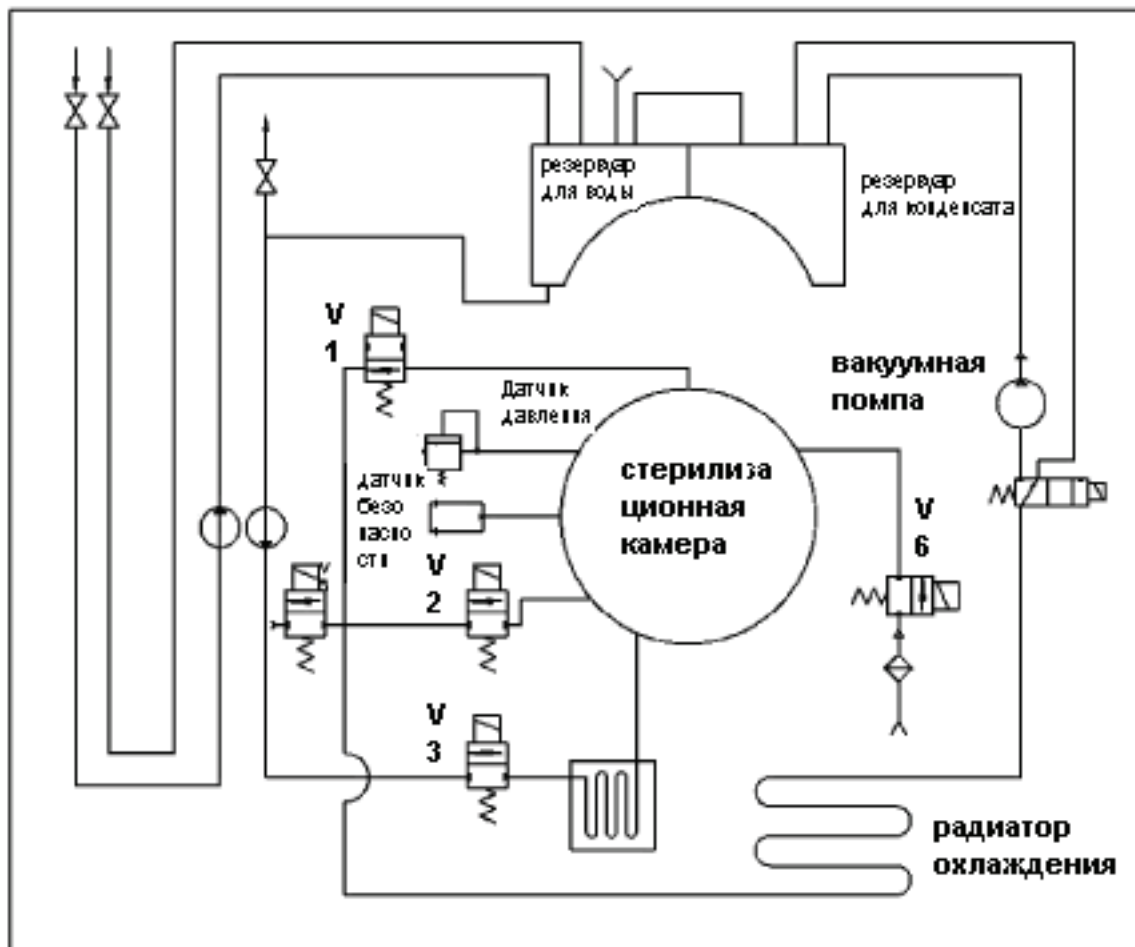 резервуар
для воды
резервуар
для конденсата
V
1
Датчик
давления
вакуумная
помпа
стерилиза
ционная
камера
датчик
безо
пасно
сти
V
2
V
6
V
3
радиатор
охлаждения